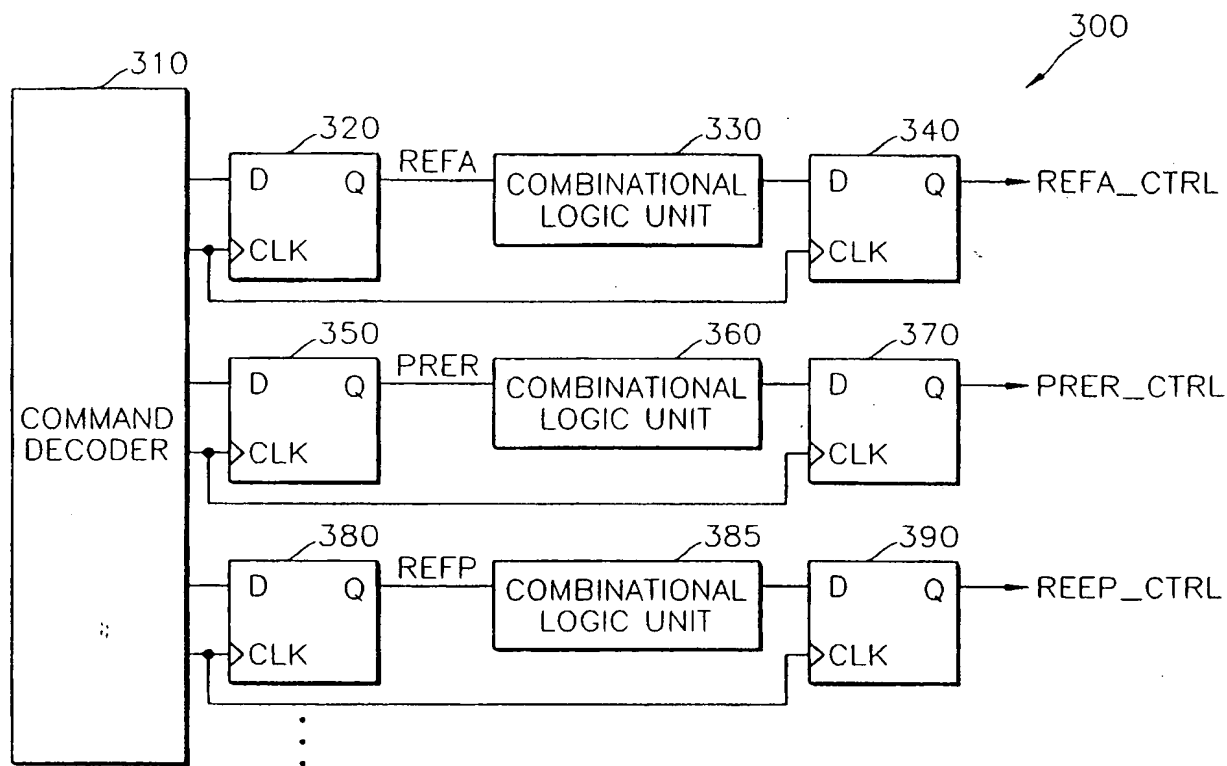 300
310
320
REFA
330
340
D
Q
COMBINATIONAL
LOGIC UNIT
D
Q
REFA_CTRL
CLK
CLK
350
PRER
360
370
D
Q
COMBINATIONAL
LOGIC UNIT
D
Q
PRER_CTRL
COMMAND
DECODER
CLK
CLK
380
REFP
385
390
D
Q
COMBINATIONAL
LOGIC UNIT
D
Q
REEP_CTRL
CLK
CLK